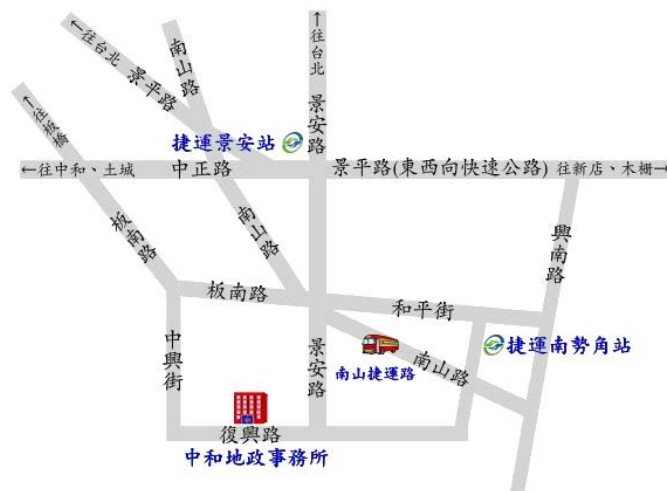 ←往台北
景平路
南山路
←往台北
景安路
←往板橋
捷運景安站
←往中和、土城
中正路
景平路(東西向快速公路)
往新店、木柵→
板南路
南山路
興南路
板南路
和平街
中興街
景安路
南山捷運路
南山路
捷運南勢角站
復興路
中和地政事務所